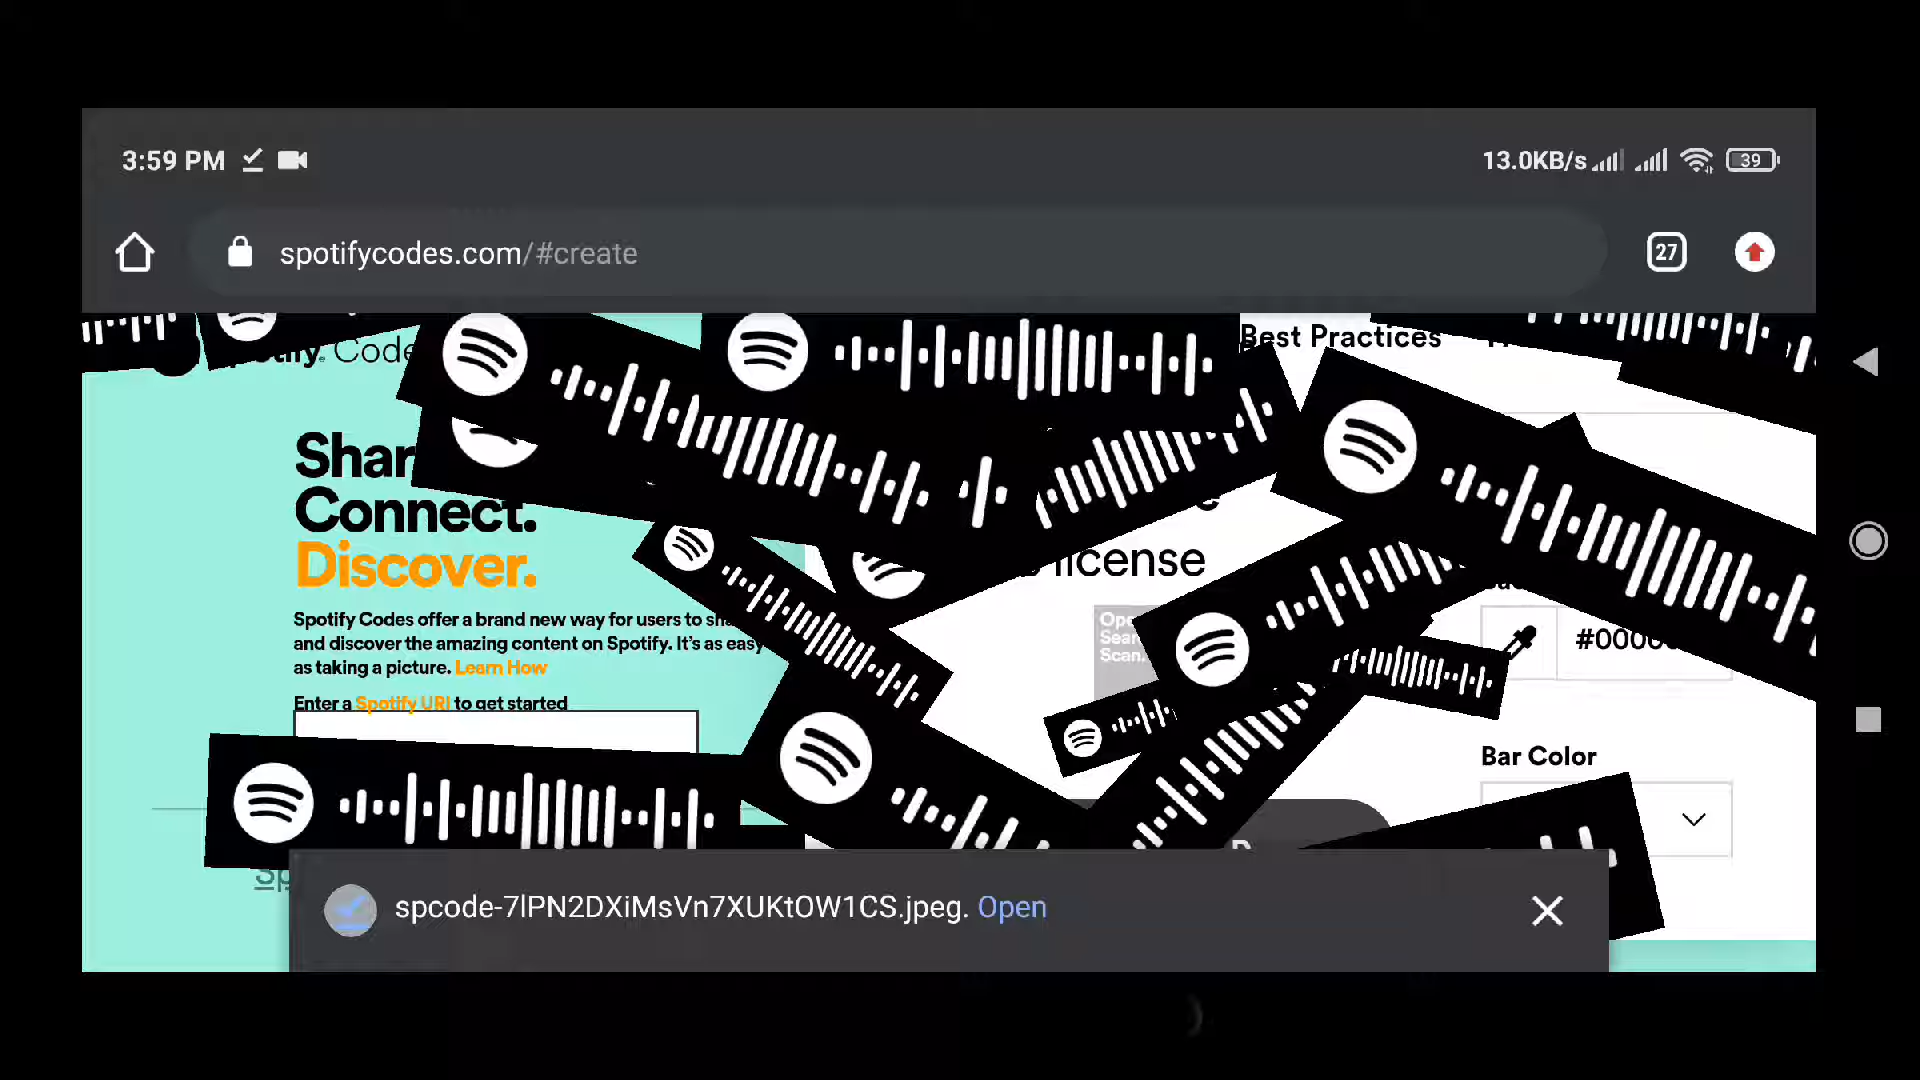 3:59 PM
13.0KB/s
39
spotifycodes.com/#create
27
Best Practices
Connect.
Discover.
Spotify Codes offer a brand new way for users to
and discover the amazing content on Spotify. It's as easy
as taking a picture. Learn How
Enter a Spotify URI to get started
license
Scan.
Bar Color
spcode-7lPN2DXiMsVn7XUKtOW1CS.jpeg. Open